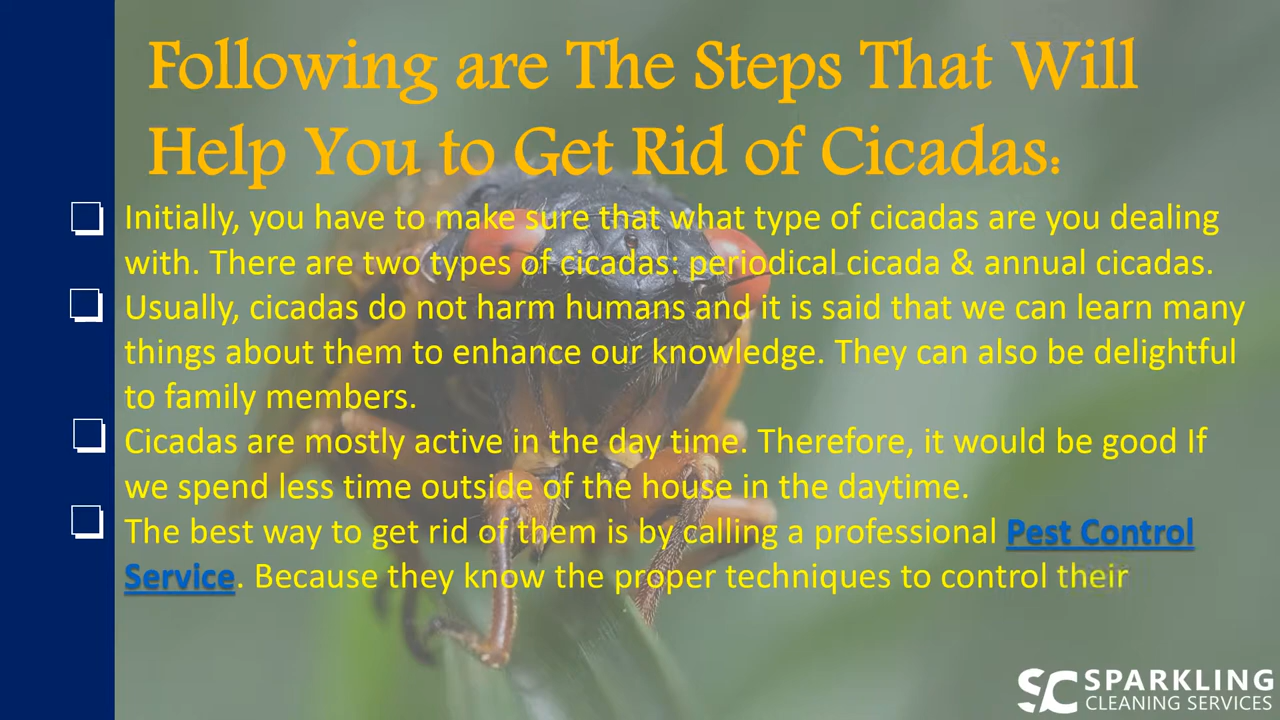 Following are The Steps That Will
Help You to Get Rid of Cicadas:
Initially, you have to make sure that what type of cicadas are you dealing
with. There are two types of cicadas: periodical cicada & annual cicadas.
Usually, cicadas do not harm humans and it is said that we can learn many
things about them to enhance our knowledge. They can also be delightful
to family members.
Cicadas are mostly active in the day time. Therefore, it would be good If
we spend less time outside of the house in the daytime.
The best way to get rid of them is by calling a professional Pest Control
Service. Because they know the proper techniques to control their
SC SPARKLING
CLEANING SERVICES